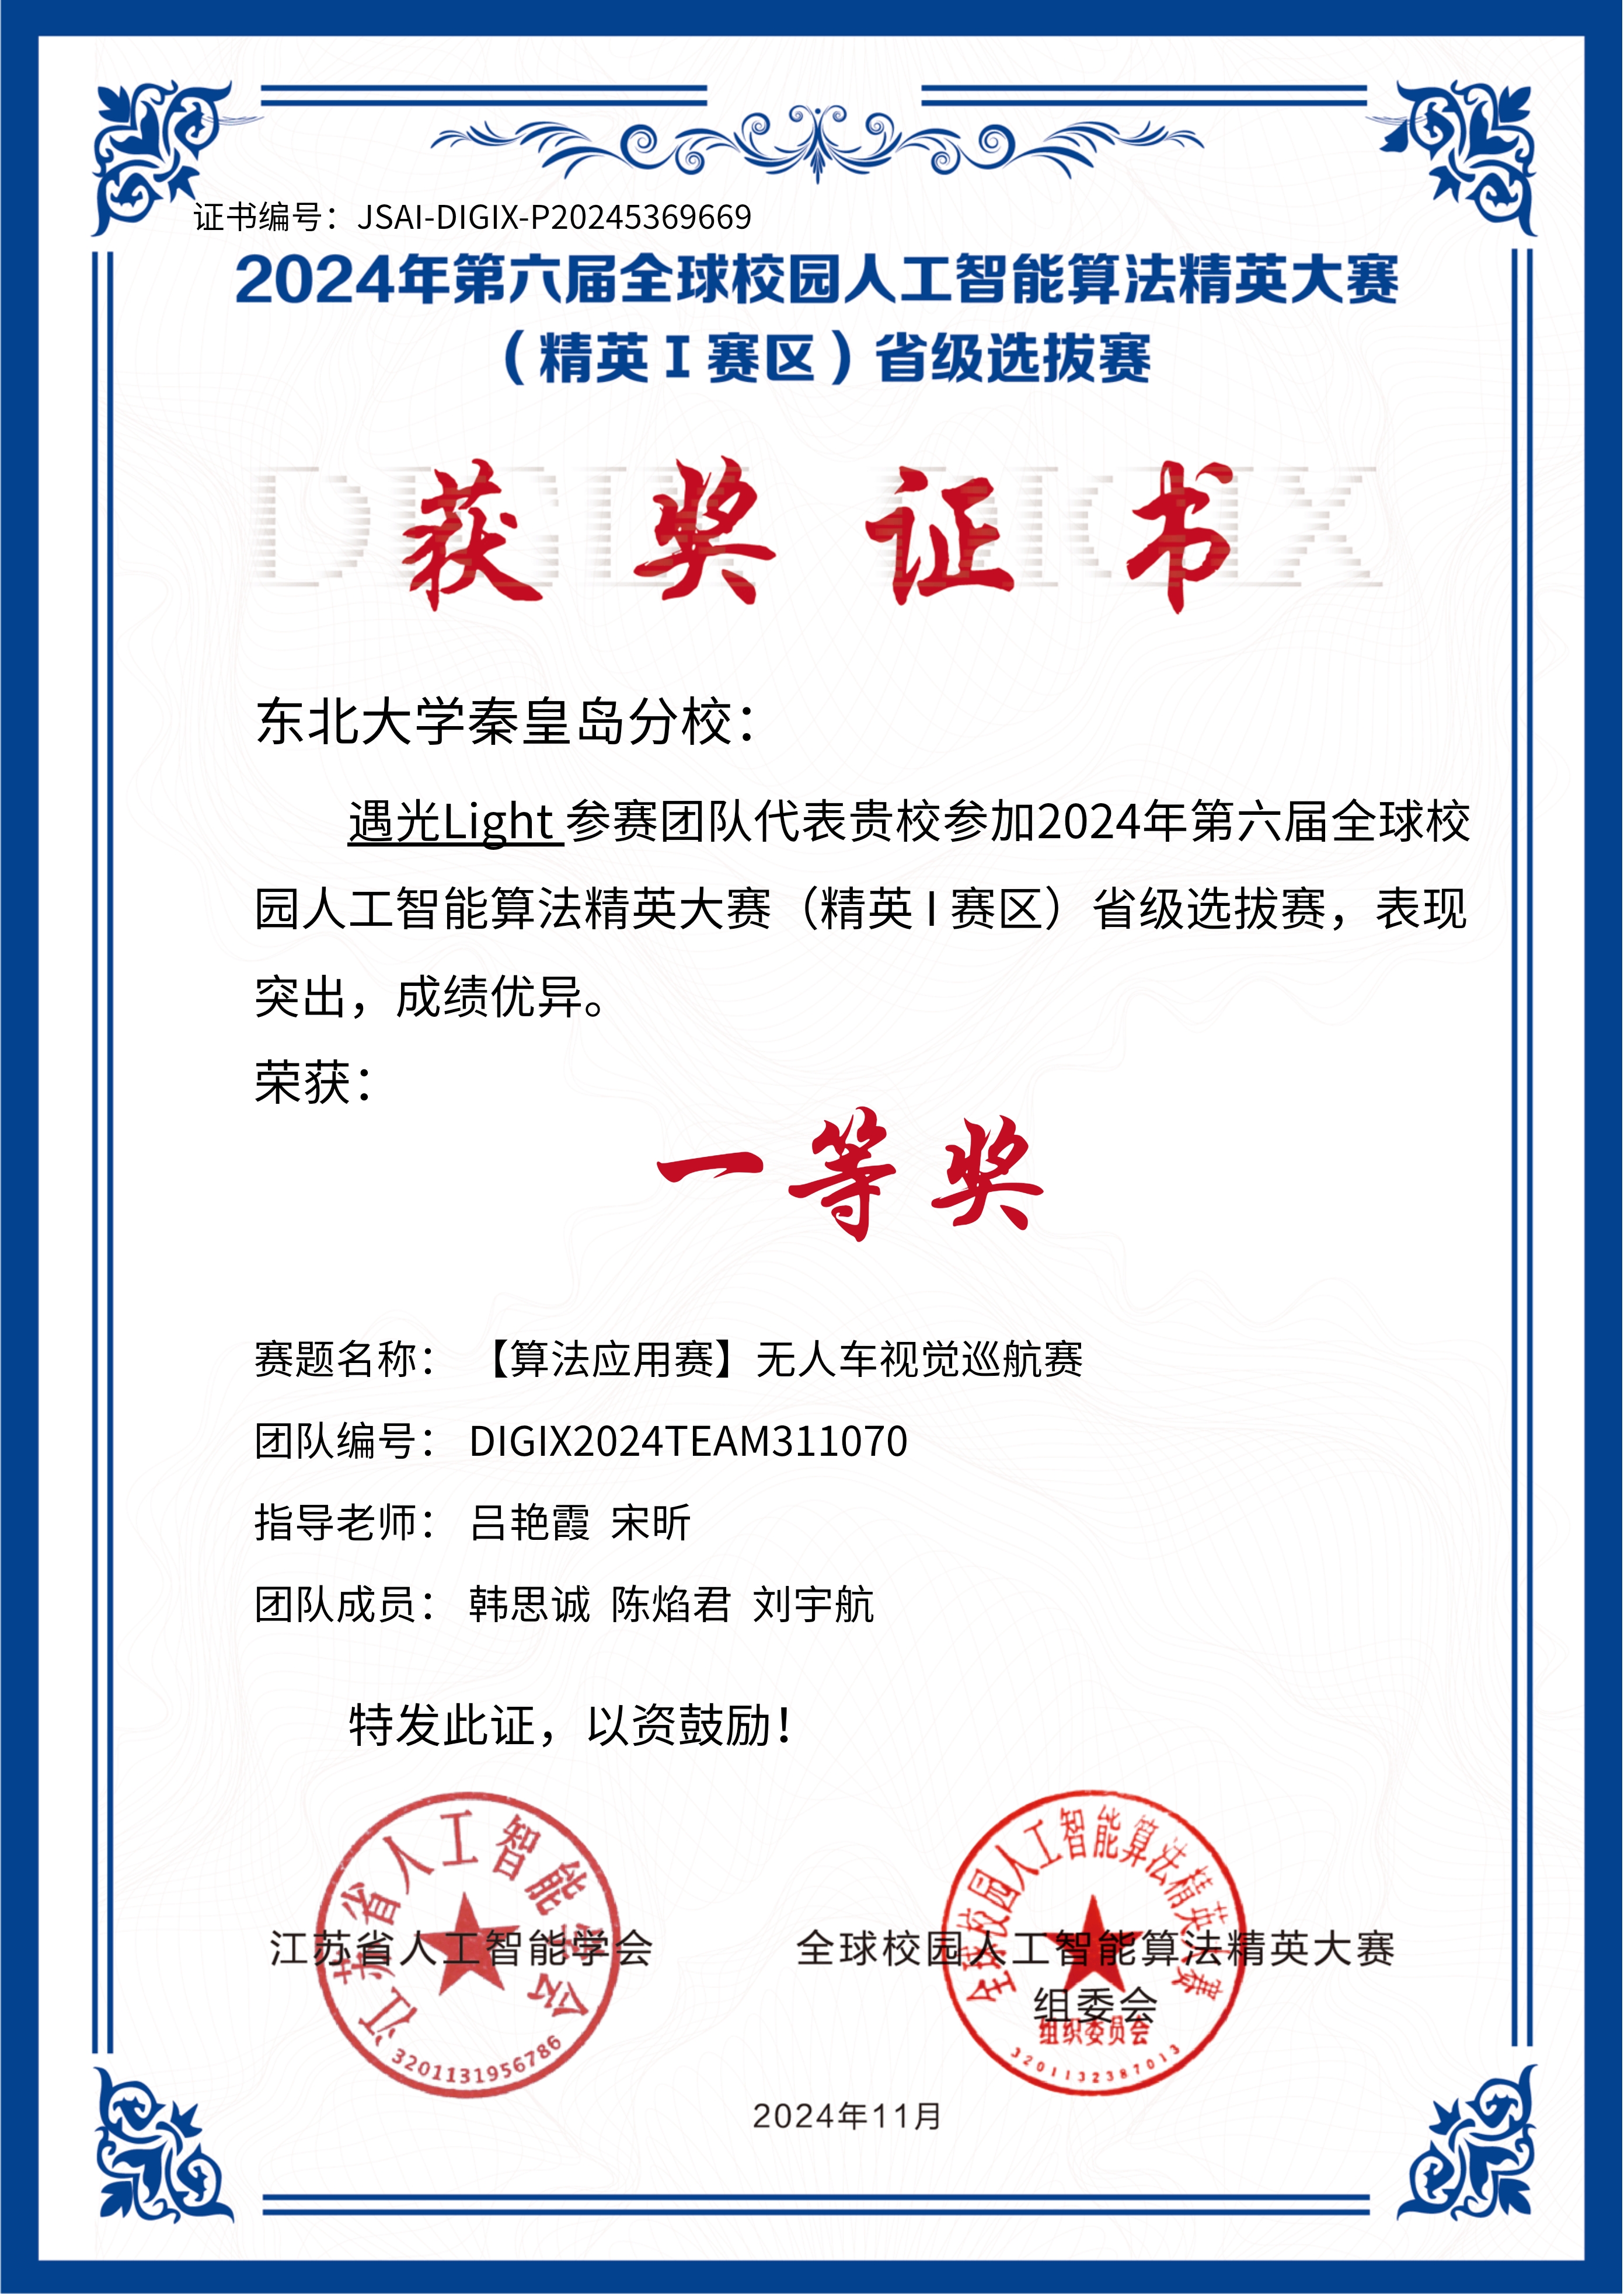 证书编号：JSAI-DIGIX-P20245369669
2024年第六届全球校园人工智能算法精英大赛
（精英 I 赛区）省级选拔赛
DIGIX DIGIX
获奖证书
东北大学秦皇岛分校：
遇光Light 参赛团队代表贵校参加2024年第六届全球校
园人工智能算法精英大赛（精英 I 赛区）省级选拔赛，表现
突出，成绩优异。
荣获：
一等奖
赛题名称： 【算法应用赛】无人车视觉巡航赛
团队编号： DIGIX2024TEAM311070
指导老师： 吕艳霞 宋昕
团队成员： 韩思诚 陈焰君 刘宇航
特发此证，以资鼓励！
江苏省人工智能学会
江苏省人工智能学会
3201131956786
全球校园人工智能算法精英大赛
组委会
全球校园人工智能算法精英大赛
组织委员会
3201132387013
2024年11月